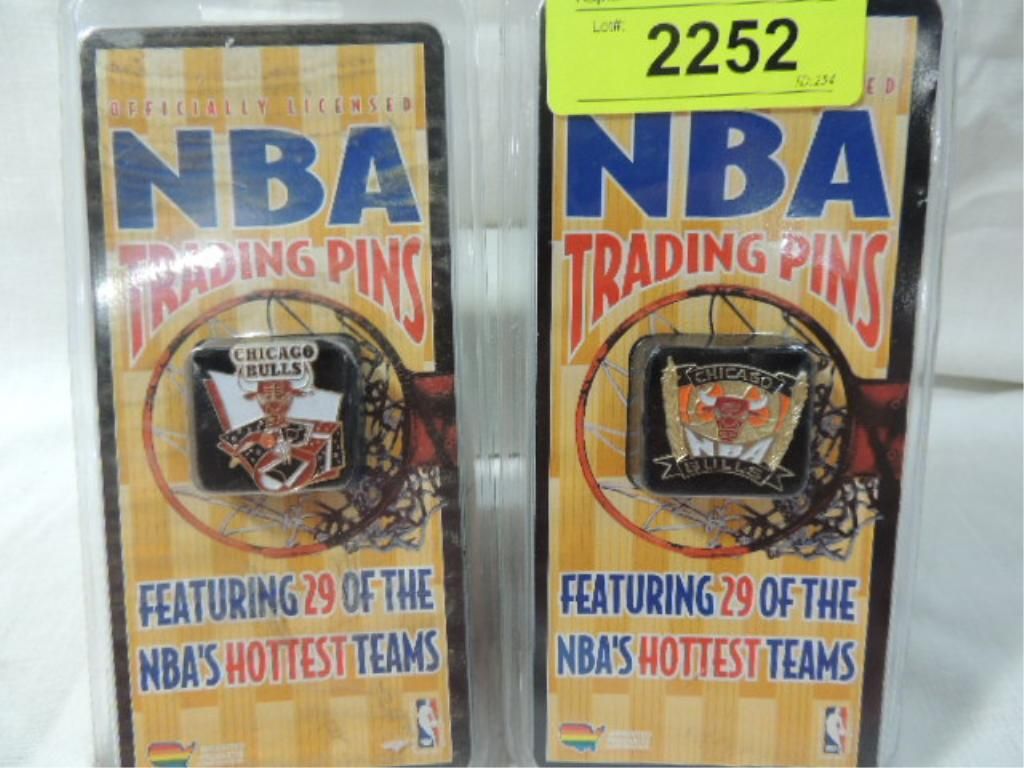 OFFICIALLY LICENSED
NBA
TRADING PINS
CHICAGO
BULLS
FEATURING 29 OF THE
NBA'S HOTTEST TEAMS
Lot#:
2252
ED
NBA
TRADING PINS
CHICAGO
NBA
BULLS
FEATURING 29 OF THE
NBA'S HOTTEST TEAMS